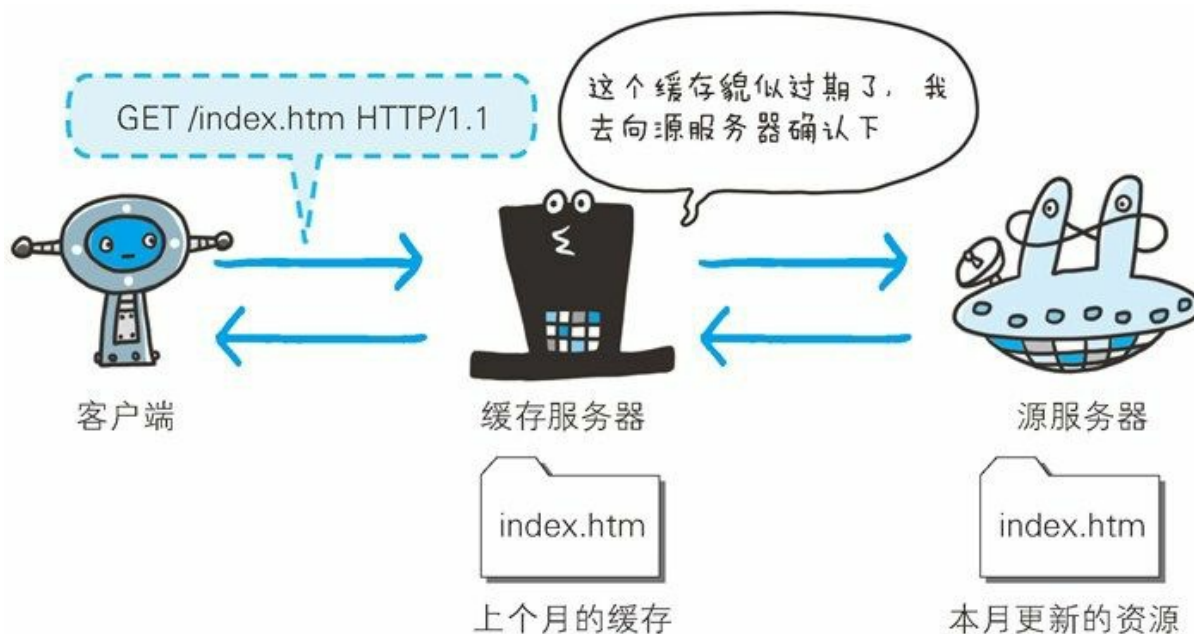 GET /index.htm HTTP/1.1
这个缓存貌似过期了，我
去向源服务器确认下
客户端
缓存服务器
源服务器
index.htm
index.htm
上个月的缓存
本月更新的资源